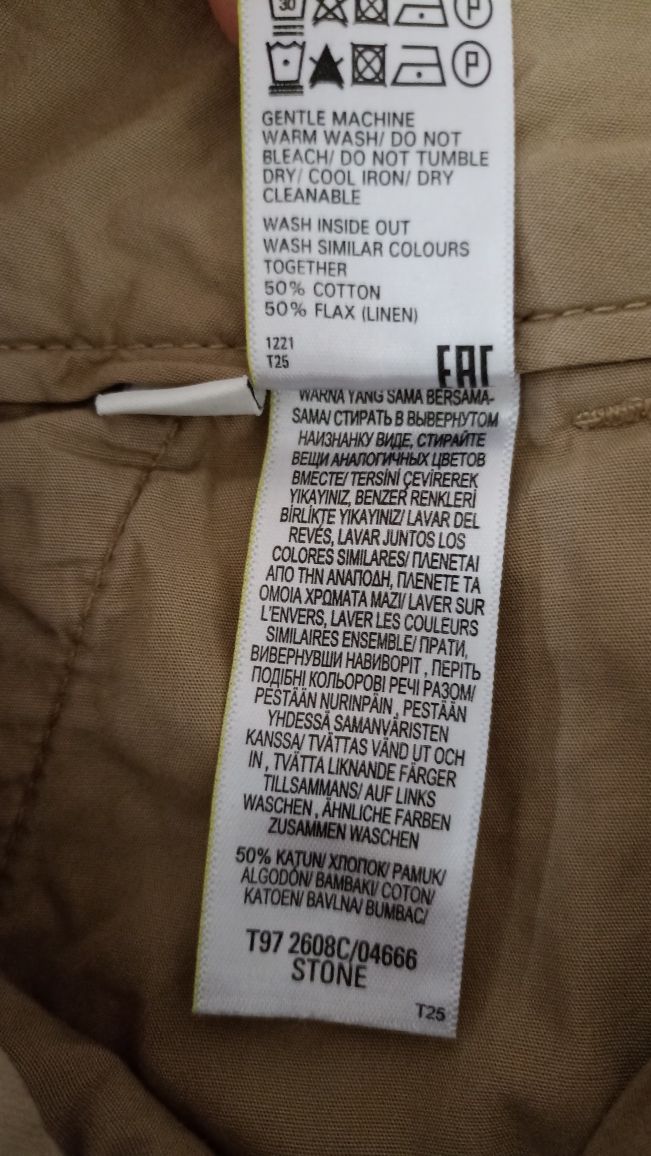 30
P
P
GENTLE MACHINE
WARM WASH/ DO NOT
BLEACH/ DO NOT TUMBLE
DRY/ COOL IRON/ DRY
CLEANABLE
WASH INSIDE OUT
WASH SIMILAR COLOURS
TOGETHER
50% COTTON
50% FLAX (LINEN)
1221
T25
EAC
WARNA YANG SAMA BERSAMA-
SAMA/ СТИРАТЬ В ВЫВЕРНУТОМ
НАИЗНАНКУ ВИДЕ, СТИРАЙТЕ
ВЕЩИ АНАЛОГИЧНЫХ ЦВЕТОВ
ВМЕСТЕ/ TERSİNİ ÇEVİREREK
YIKAYINIZ, BENZER RENKLERİ
BİRLİKTE YIKAYINIZ/ LAVAR DEL
REVÉS, LAVAR JUNTOS LOS
COLORES SIMILARES/ ΠΛΕΝΕΤΑΙ
ΑΠΟ ΤΗΝ ΑΝΑΠΟΔΗ, ΠΛΕΝΕΤΕ ΤΑ
ΟΜΟΙΑ ΧΡΩΜΑΤΑ ΜΑΖΙ/ LAVER SUR
L'ENVERS, LAVER LES COULEURS
SIMILAIRES ENSEMBLE/ ПРАТИ,
ВИВЕРНУВШИ НАВИВОРІТ , ПЕРІТЬ
ПОДІБНІ КОЛЬОРОВІ РЕЧІ РАЗОМ/
PESTÄÄN NURINPÄIN , PESTÄÄN
YHDESSÄ SAMANVÄRISTEN
KANSSA/ TVÄTTAS VÄND UT OCH
IN , TVÄTTA LIKNANDE FÄRGER
TILLSAMMANS/ AUF LINKS
WASCHEN , ÄHNLICHE FARBEN
ZUSAMMEN WASCHEN
50% KATUN/ ХЛОПОК/ PAMUK/
ALGODÓN/ BAMBAKI/ COTON/
KATOEN/ BAVLNA/ BUMBAC/
T97 2608C/04666
STONE
T25